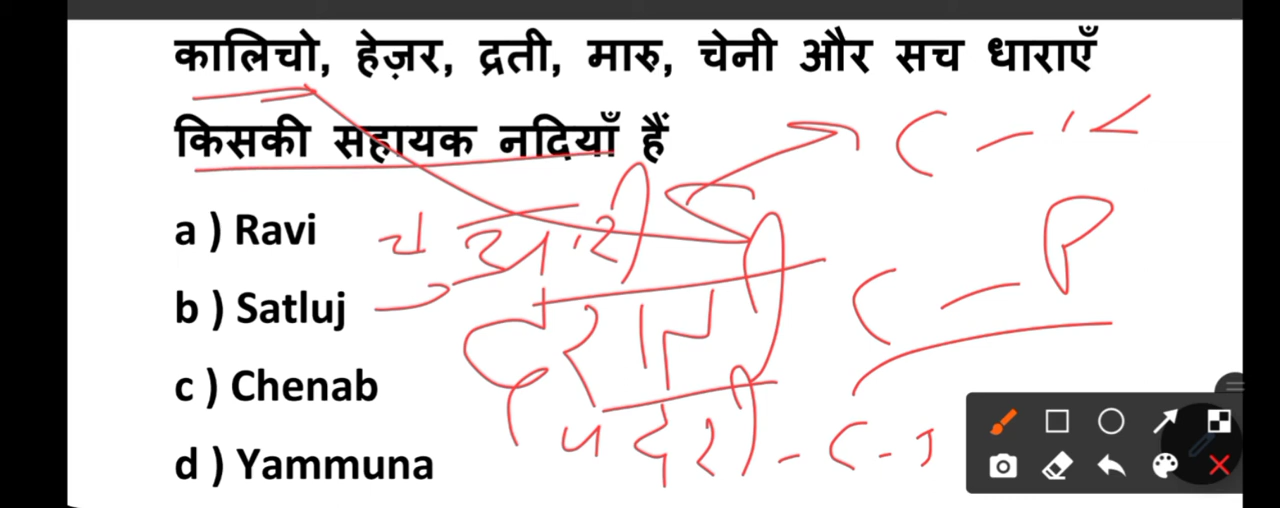 कालिचो, हेज़र, द्रती, मारु, चेनी और सच धाराएँ
किसकी सहायक नदियाँ हैं
a ) Ravi
b ) Satluj
c ) Chenab
d ) Yammuna
C - K
C - P